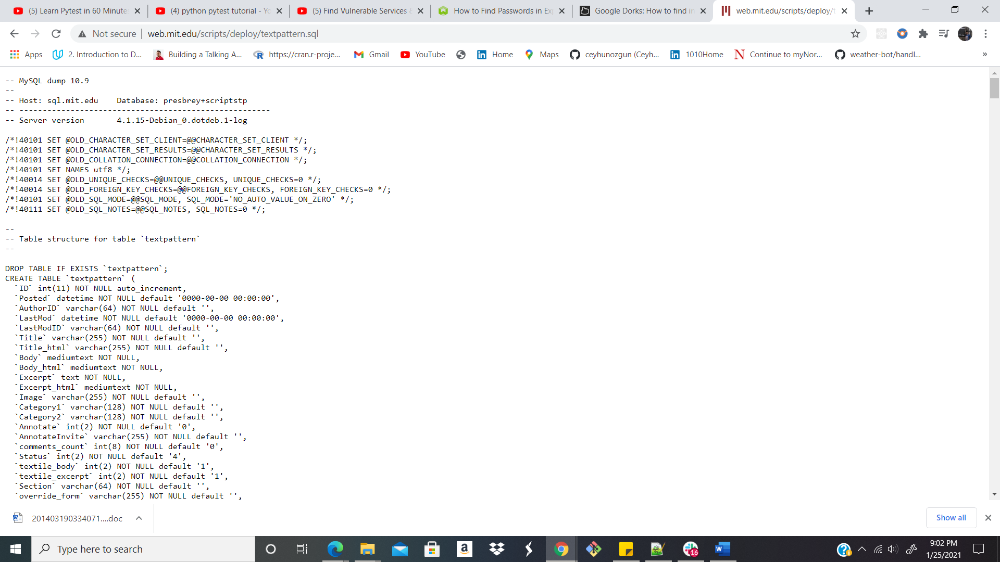 (5) Learn Pytest in 60 Minute
(4) python pytest tutorial - Yo
(5) Find Vulnerable Services &
How to Find Passwords in Ex
Google Dorks: How to find in
web.mit.edu/scripts/deploy/t
Not secure | web.mit.edu/scripts/deploy/textpattern.sql
Apps
2. Introduction to D...
Building a Talking A...
https://cran.r-proje...
Gmail
YouTube
Home
Maps
ceyhunozgun (Ceyh...
1010Home
Continue to myNor...
weather-bot/handl...
»
-- MySQL dump 10.9
--
-- Host: sql.mit.edu    Database: presbrey+scriptstp
-- ------------------------------------------------------
-- Server version       4.1.15-Debian_0.dotdeb.1-log
/*!40101 SET @OLD_CHARACTER_SET_CLIENT=@@CHARACTER_SET_CLIENT */;
/*!40101 SET @OLD_CHARACTER_SET_RESULTS=@@CHARACTER_SET_RESULTS */;
/*!40101 SET @OLD_COLLATION_CONNECTION=@@COLLATION_CONNECTION */;
/*!40101 SET NAMES utf8 */;
/*!40014 SET @OLD_UNIQUE_CHECKS=@@UNIQUE_CHECKS, UNIQUE_CHECKS=0 */;
/*!40014 SET @OLD_FOREIGN_KEY_CHECKS=@@FOREIGN_KEY_CHECKS, FOREIGN_KEY_CHECKS=0 */;
/*!40101 SET @OLD_SQL_MODE=@@SQL_MODE, SQL_MODE='NO_AUTO_VALUE_ON_ZERO' */;
/*!40111 SET @OLD_SQL_NOTES=@@SQL_NOTES, SQL_NOTES=0 */;
--
-- Table structure for table `textpattern`
--
DROP TABLE IF EXISTS `textpattern`;
CREATE TABLE `textpattern` (
  `ID` int(11) NOT NULL auto_increment,
  `Posted` datetime NOT NULL default '0000-00-00 00:00:00',
  `AuthorID` varchar(64) NOT NULL default '',
  `LastMod` datetime NOT NULL default '0000-00-00 00:00:00',
  `LastModID` varchar(64) NOT NULL default '',
  `Title` varchar(255) NOT NULL default '',
  `Title_html` varchar(255) NOT NULL default '',
  `Body` mediumtext NOT NULL,
  `Body_html` mediumtext NOT NULL,
  `Excerpt` text NOT NULL,
  `Excerpt_html` mediumtext NOT NULL,
  `Image` varchar(255) NOT NULL default '',
  `Category1` varchar(128) NOT NULL default '',
  `Category2` varchar(128) NOT NULL default '',
  `Annotate` int(2) NOT NULL default '0',
  `AnnotateInvite` varchar(255) NOT NULL default '',
  `comments_count` int(8) NOT NULL default '0',
  `Status` int(2) NOT NULL default '4',
  `textile_body` int(2) NOT NULL default '1',
  `textile_excerpt` int(2) NOT NULL default '1',
  `Section` varchar(64) NOT NULL default '',
  `override_form` varchar(255) NOT NULL default '',
201403190334071....doc
Show all
Type here to search
16
9:02 PM
1/25/2021